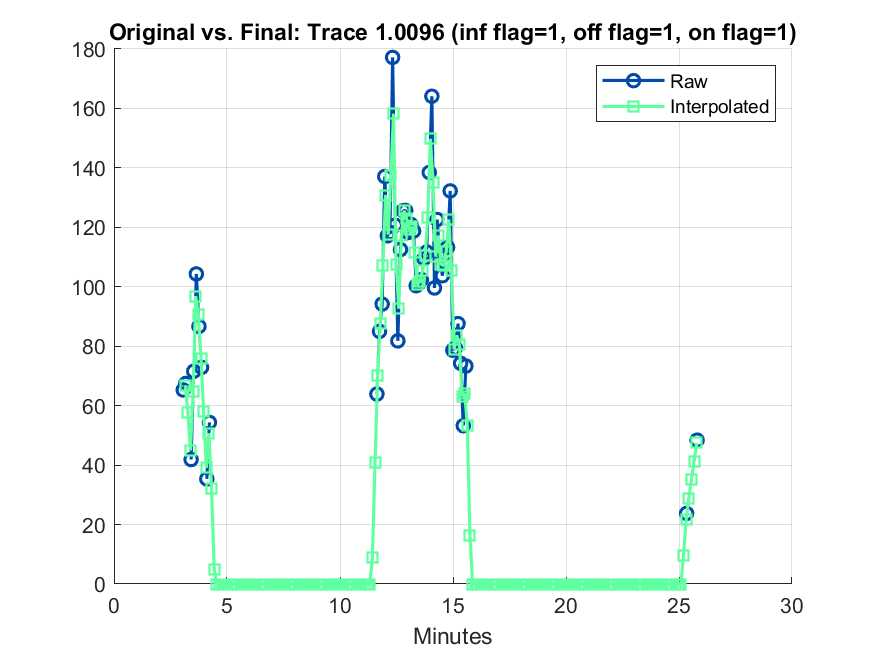 Original vs. Final: Trace 1.0096 (inf flag=1, off flag=1, on flag=1)
180
160
140
120
100
80
60
40
20
0
Raw
Interpolated
0 5 10 15 20 25 30
Minutes